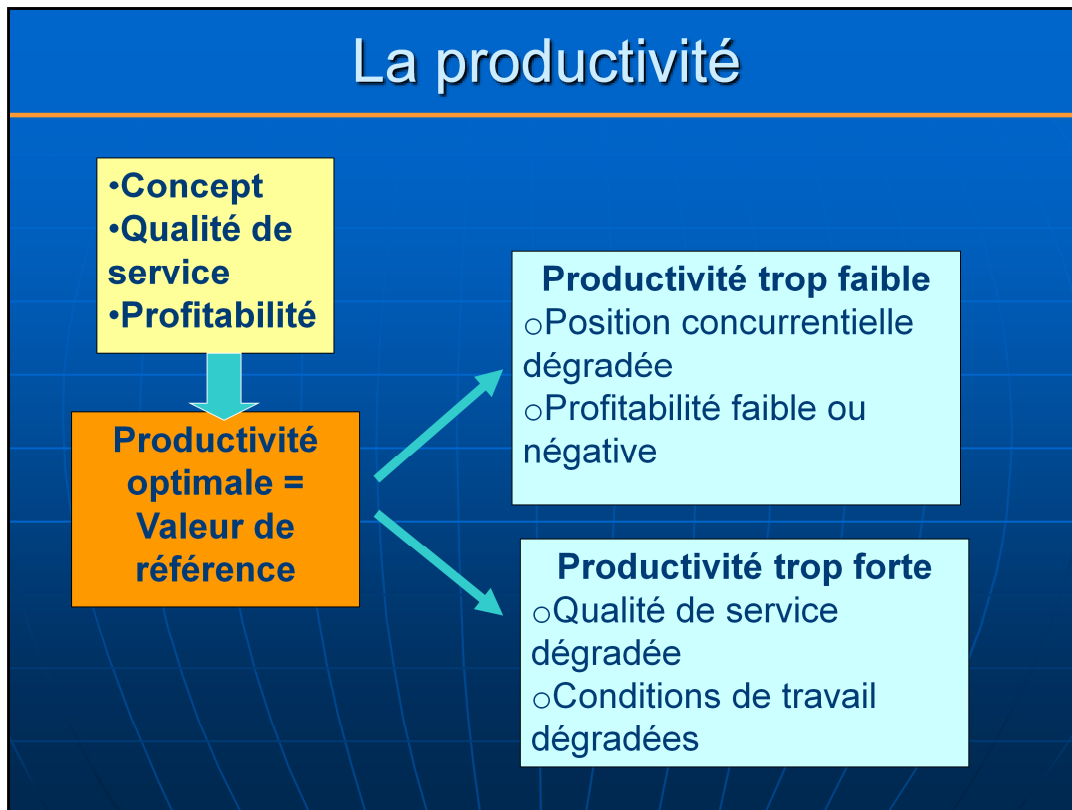 La productivité
•Concept
•Qualité de
service
•Profitabilité
Productivité
optimale =
Valeur de
référence
Productivité trop faible
oPosition concurrentielle
dégradée
oProfitabilité faible ou
négative
Productivité trop forte
oQualité de service
dégradée
oConditions de travail
dégradées